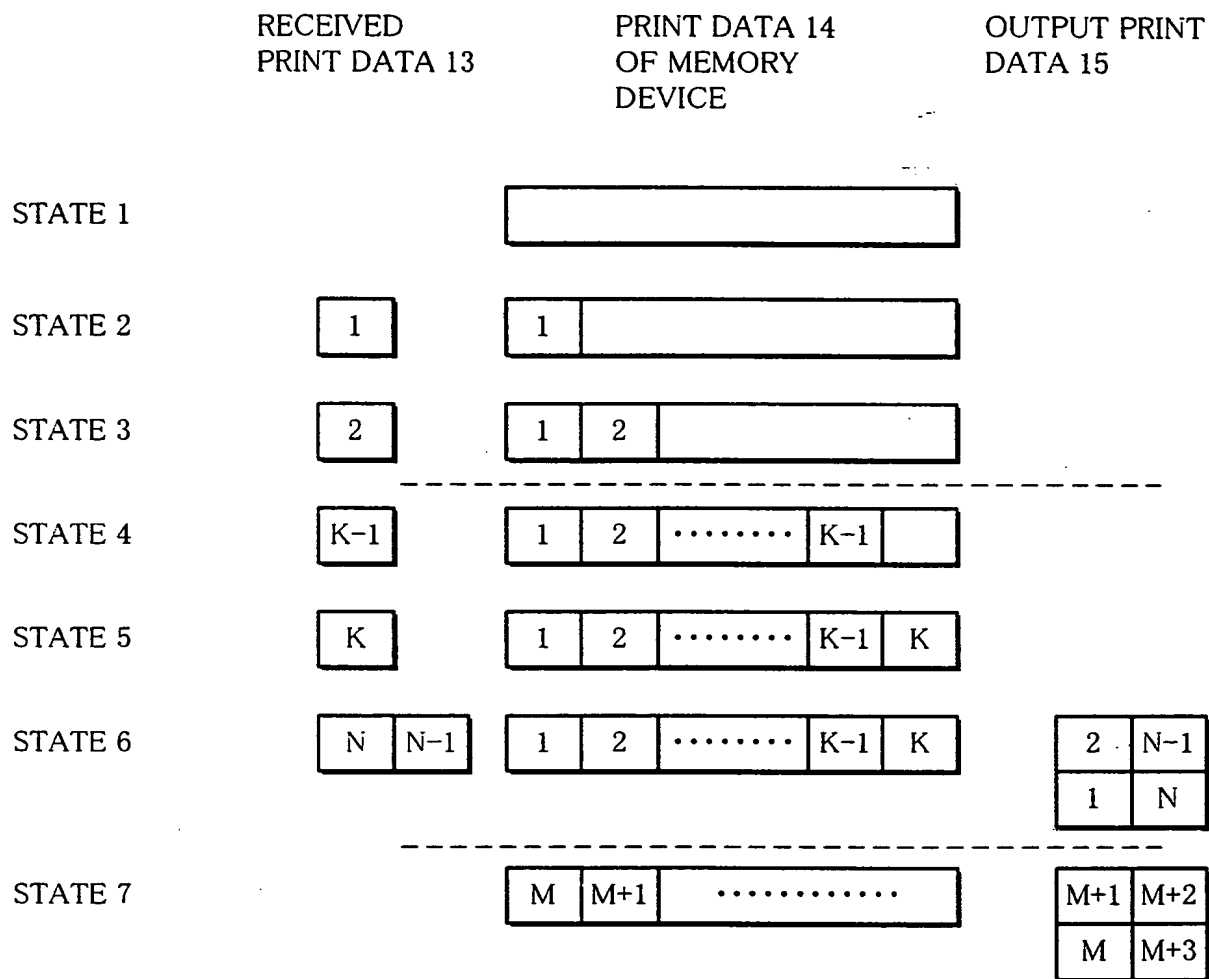 RECEIVED
PRINT DATA 13
PRINT DATA 14
OF MEMORY
DEVICE
OUTPUT PRINT
DATA 15
STATE 1
STATE 2 1 1
STATE 3 2 1 2
STATE 4 K-1 1 2 ········ K-1
STATE 5 K 1 2 ········ K-1 K
STATE 6 N N-1 1 2 ········ K-1 K 2 N-1
1 N
STATE 7 M M+1 ············ M+1 M+2
M M+3